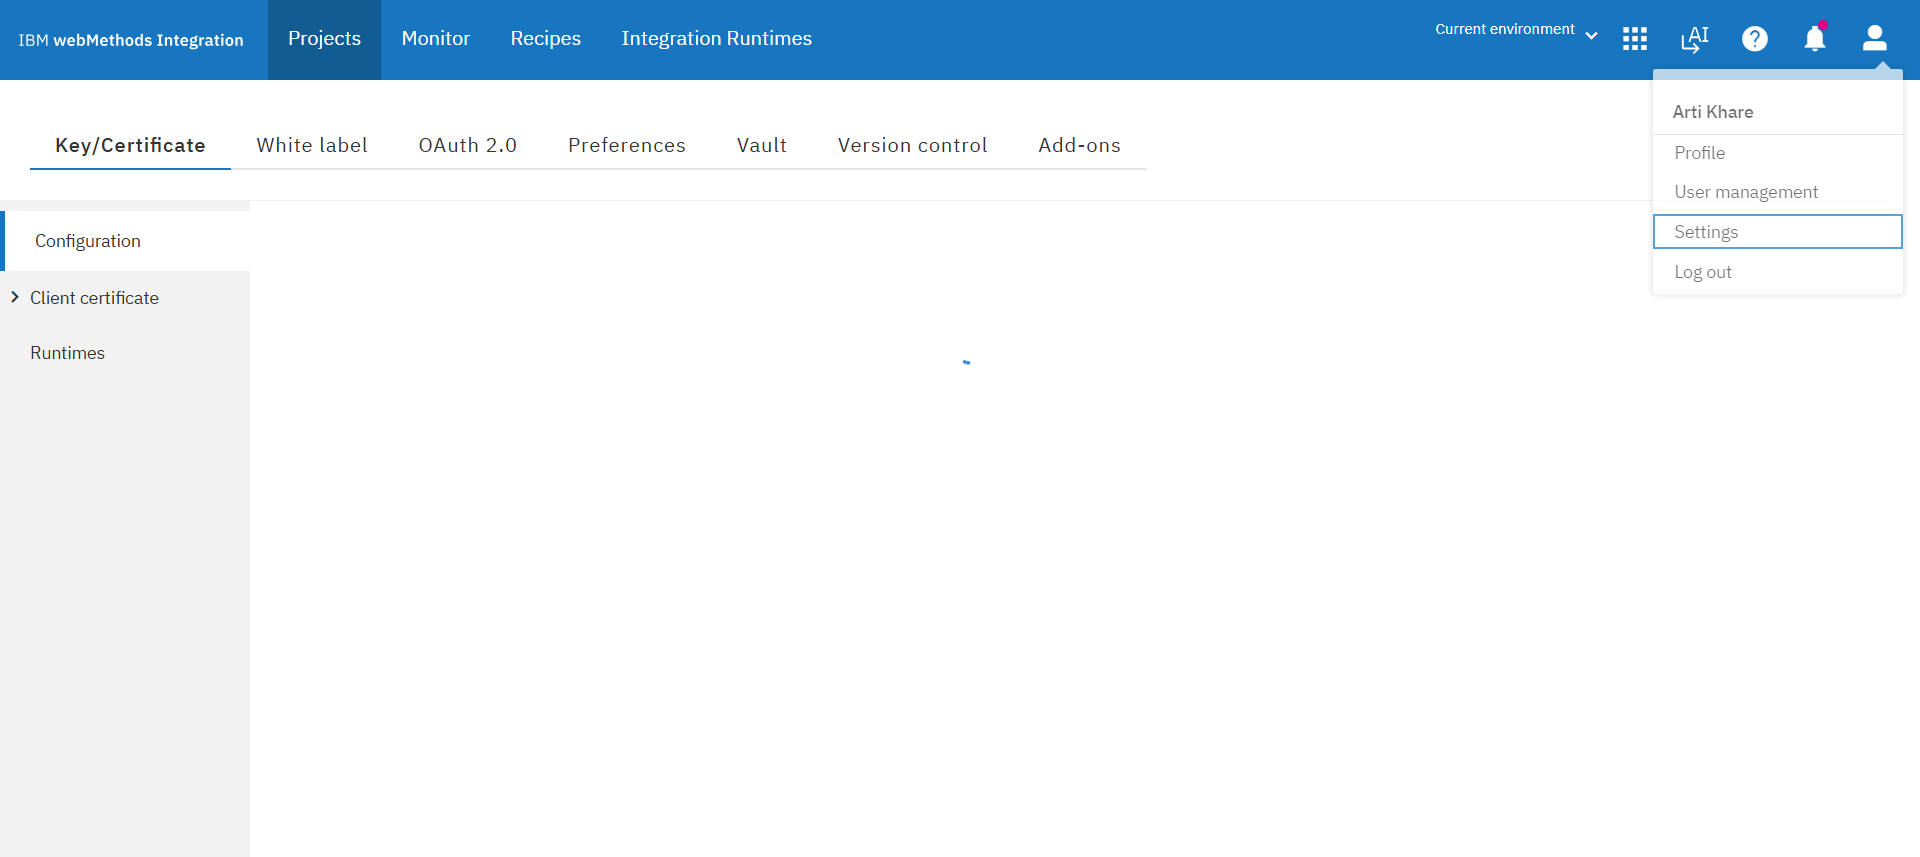 IBM webMethods Integration
Projects
Monitor
Recipes
Integration Runtimes
Current environment
AI
?
Arti Khare
Profile
User management
Settings
Log out
Key/Certificate
White label
OAuth 2.0
Preferences
Vault
Version control
Add-ons
Configuration
Client certificate
Runtimes